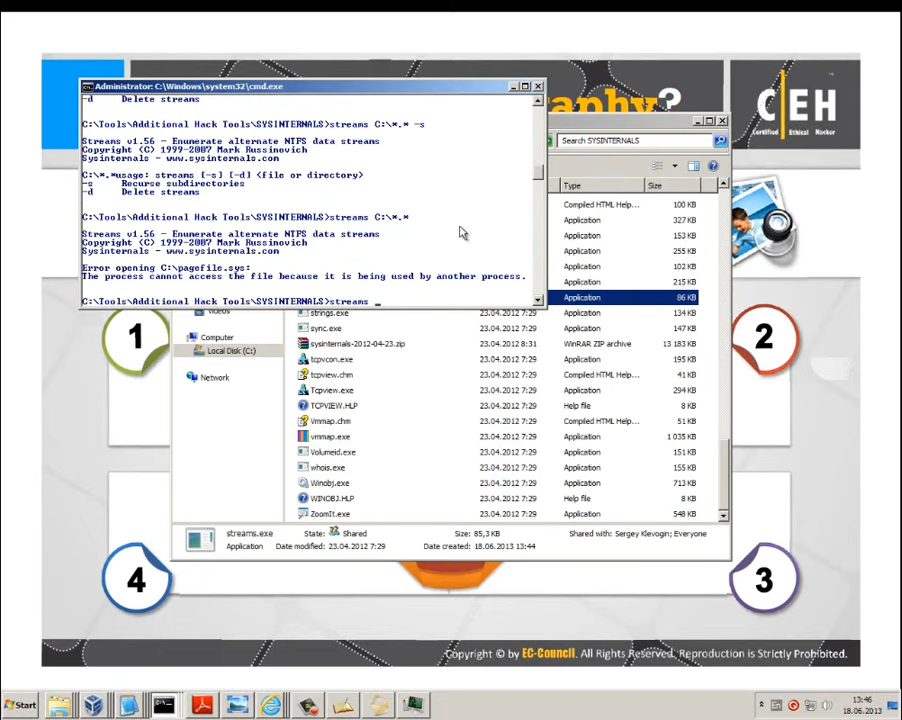 Administrator: C:\Windows\system32\cmd.exe
-d Delete streams
C:\Tools\Additional Hack Tools\SYSINTERNALS>streams C:\*.* -s
Streams v1.56 - Enumerate alternate NTFS data streams
Copyright (C) 1999-2007 Mark Russinovich
Sysinternals - www.sysinternals.com
C:\*.*usage: streams [-s] [-d] <file or directory>
-s Recurse subdirectories
-d Delete streams
C:\Tools\Additional Hack Tools\SYSINTERNALS>streams C:\*.*
Streams v1.56 - Enumerate alternate NTFS data streams
Copyright (C) 1999-2007 Mark Russinovich
Sysinternals - www.sysinternals.com
Error opening C:\pagefile.sys:
The process cannot access the file because it is being used by another process.
C:\Tools\Additional Hack Tools\SYSINTERNALS>streams _
?
C EH
Certified Ethical Hacker
Search SYSINTERNALS
Type Size
Compiled HTML Help... 100 KB
Application 327 KB
Application 153 KB
Application 255 KB
Application 102 KB
Application 215 KB
Application 86 KB
strings.exe 23.04.2012 7:29 Application 134 KB
sync.exe 23.04.2012 7:29 Application 147 KB
sysinternals-2012-04-23.zip 23.04.2012 8:31 WinRAR ZIP archive 13 183 KB
tcpvcon.exe 23.04.2012 7:29 Application 195 KB
tcpview.chm 23.04.2012 7:29 Compiled HTML Help... 41 KB
Tcpview.exe 23.04.2012 7:29 Application 294 KB
TCPVIEW.HLP 23.04.2012 7:29 Help file 8 KB
Vmmap.chm 23.04.2012 7:29 Compiled HTML Help... 51 KB
vmmap.exe 23.04.2012 7:29 Application 1 035 KB
Volumeid.exe 23.04.2012 7:29 Application 151 KB
whois.exe 23.04.2012 7:29 Application 155 KB
Winobj.exe 23.04.2012 7:29 Application 713 KB
WINOBJ.HLP 23.04.2012 7:29 Help file 8 KB
ZoomIt.exe 23.04.2012 7:29 Application 548 KB
Videos
Computer
Local Disk (C:)
Network
streams.exe State: Shared Size: 85,3 KB Shared with: Sergey Klevogin; Everyone
Application Date modified: 23.04.2012 7:29 Date created: 18.06.2013 13:44
1
2
4
3
Copyright © by EC-Council. All Rights Reserved. Reproduction is Strictly Prohibited.
Start
En
13:46
18.06.2013